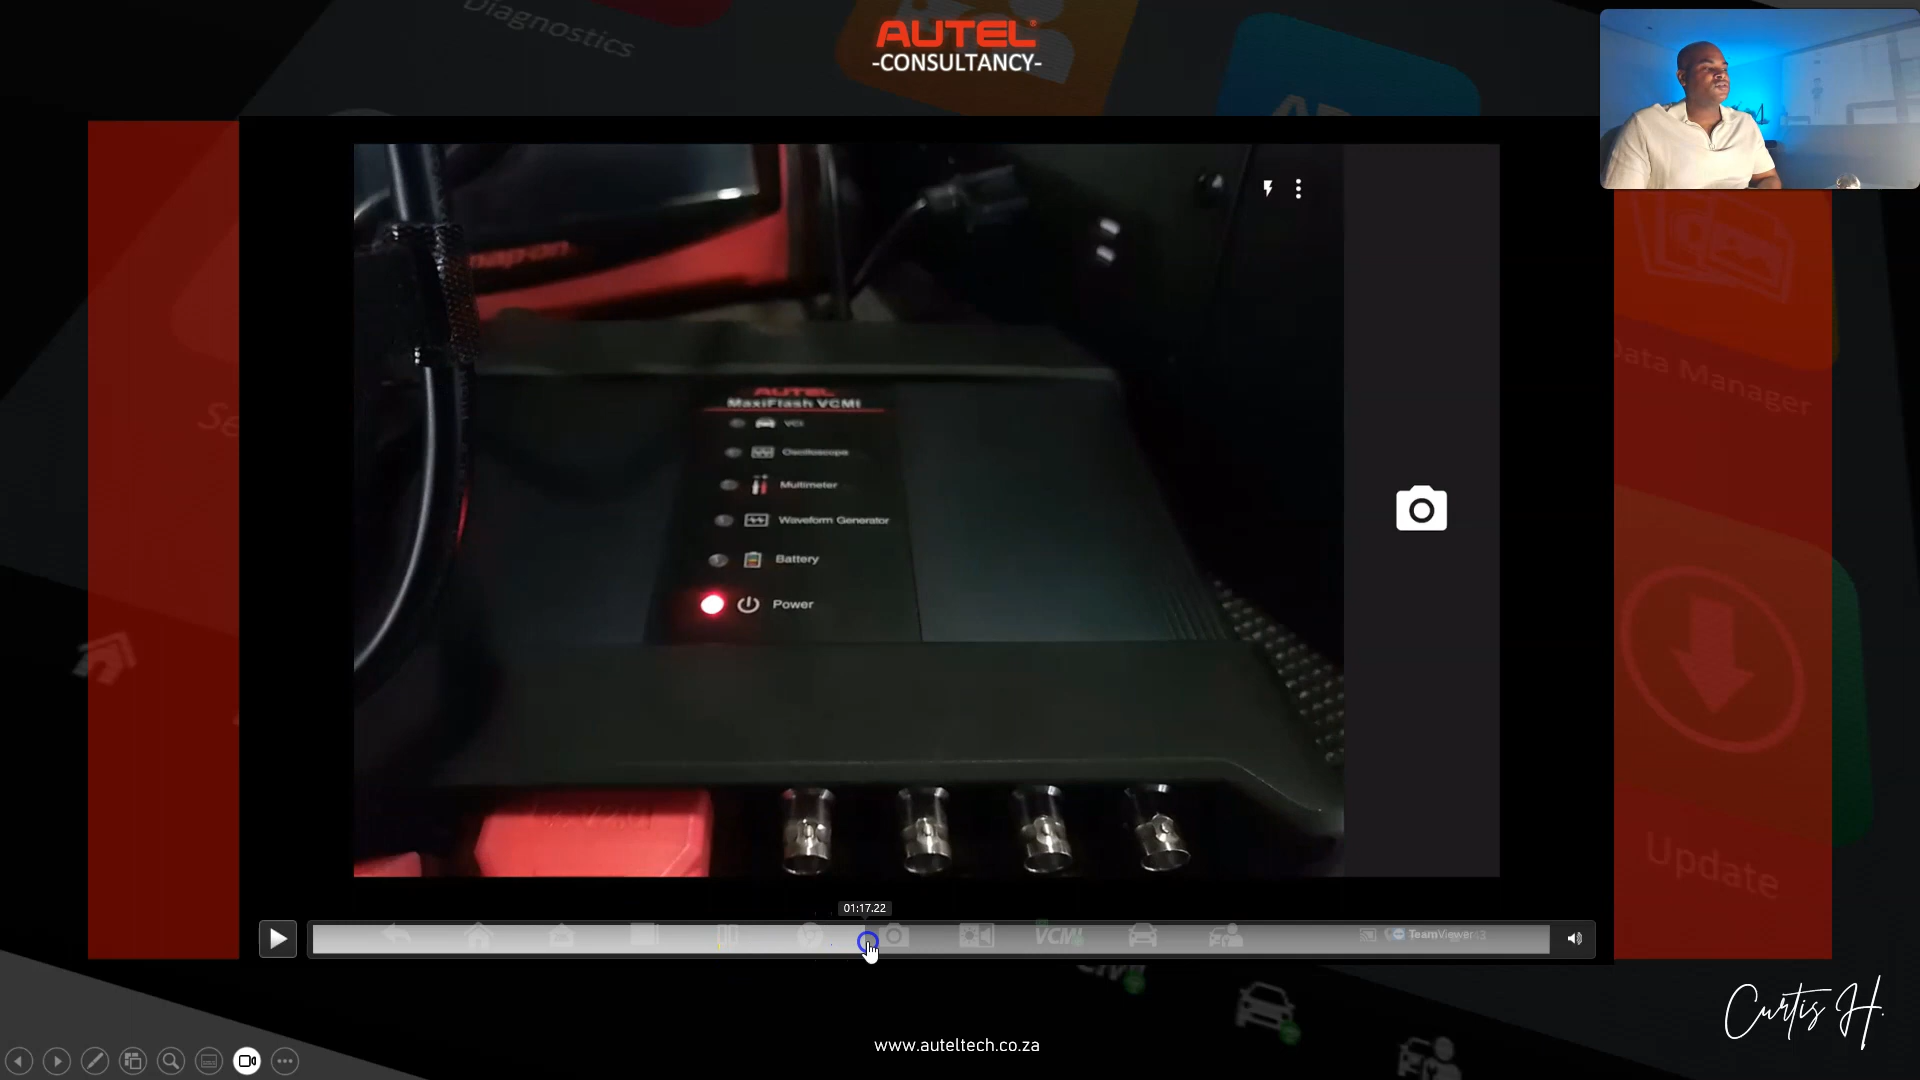 Diagnostics
AUTEL
-CONSULTANCY-
AUTEL
MaxiFlash VCMI
VCI
Oscilloscope
Multimeter
Waveform Generator
Battery
Power
Data Manager
Update
01:17.22
VCMI
TeamViewer
Curtis H.
www.auteltech.co.za